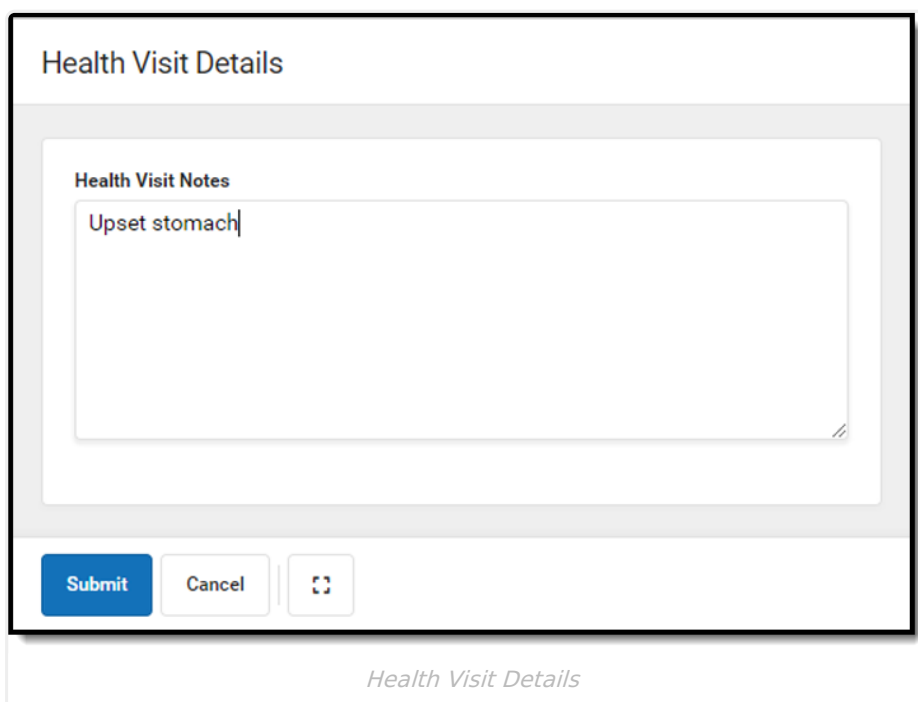 Health Visit Details
Health Visit Notes
Upset stomach
Submit
Cancel
Health Visit Details